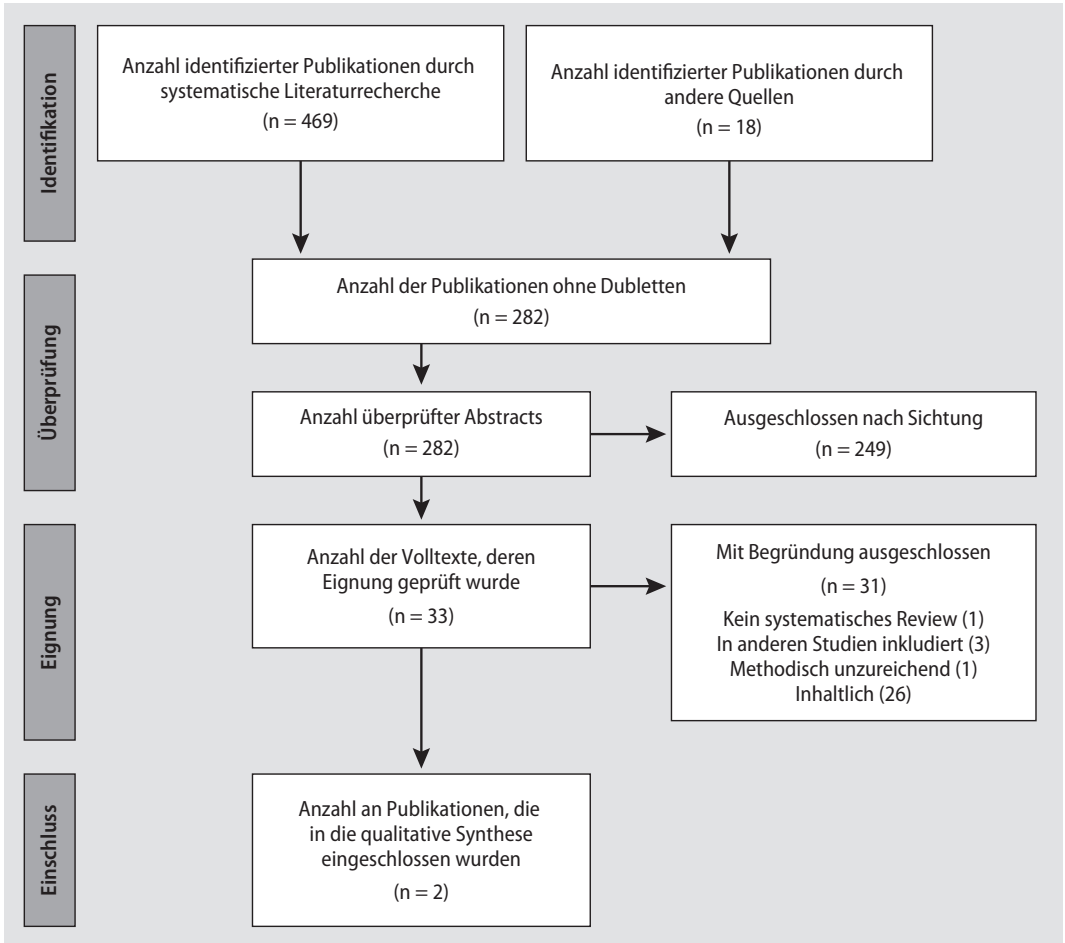 Identifikation
Anzahl identifizierter Publikationen durch
systematische Literaturrecherche
(n = 469)
Anzahl identifizierter Publikationen durch
andere Quellen
(n = 18)
Überprüfung
Anzahl der Publikationen ohne Dubletten
(n = 282)
Anzahl überprüfter Abstracts
(n = 282)
Ausgeschlossen nach Sichtung
(n = 249)
Eignung
Anzahl der Volltexte, deren
Eignung geprüft wurde
(n = 33)
Mit Begründung ausgeschlossen
(n = 31)
Kein systematisches Review (1)
In anderen Studien inkludiert (3)
Methodisch unzureichend (1)
Inhaltlich (26)
Einschluss
Anzahl an Publikationen, die
in die qualitative Synthese
eingeschlossen wurden
(n = 2)